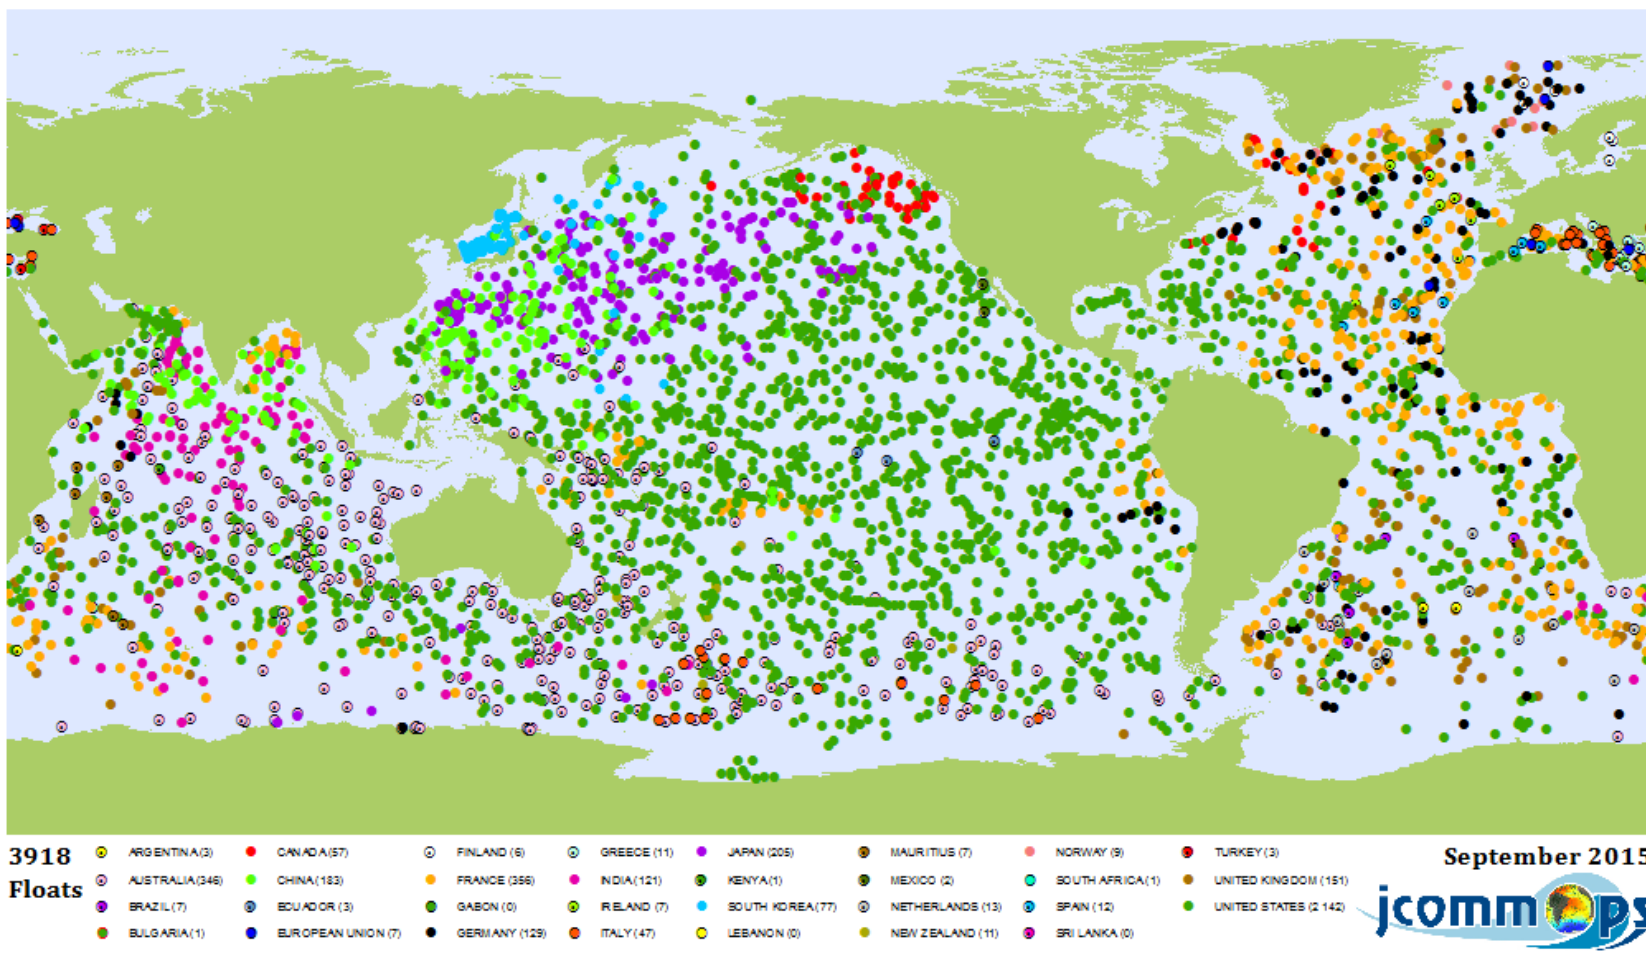 3918
Floats
ARGENTINA (3) CANADA (57) FINLAND (6) GREECE (11) JAPAN (205) MAURITIUS (7) NORWAY (9) TURKEY (3)
AUSTRALIA (346) CHINA (183) FRANCE (356) INDIA (121) KENYA (1) MEXICO (2) SOUTH AFRICA (1) UNITED KINGDOM (151)
BRAZIL (7) ECUADOR (3) GABON (0) IRELAND (7) SOUTH KOREA (77) NETHERLANDS (13) SPAIN (12) UNITED STATES (2 142)
BULGARIA (1) EUROPEAN UNION (7) GERMANY (129) ITALY (47) LEBANON (0) NEW ZEALAND (11) SRI LANKA (0)
September 2015
jcommops